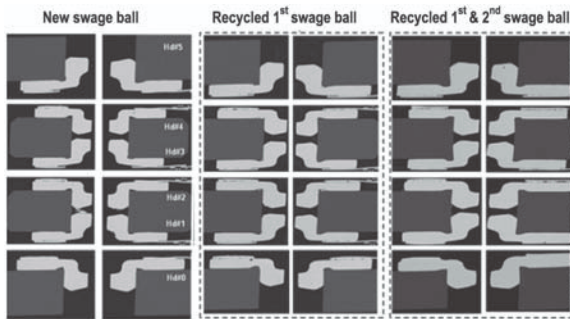 New swage ball
Recycled 1st swage ball
Recycled 1st & 2nd swage ball
Hd#5
Hd#4
Hd#3
Hd#2
Hd#1
Hd#0